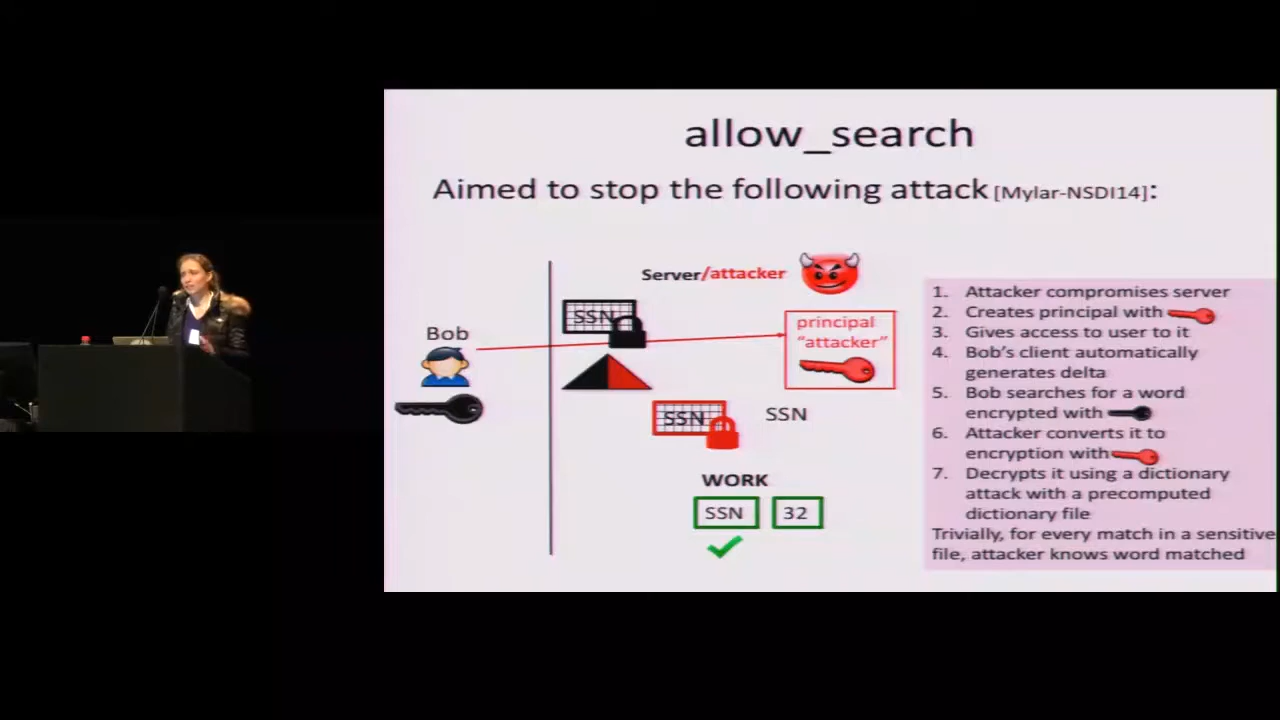 allow_search
Aimed to stop the following attack [Mylar-NSDI14]:
Server/attacker
SSN
principal
"attacker"
Bob
SSN
SSN
WORK
SSN
32
1. Attacker compromises server
2. Creates principal with
3. Gives access to user to it
4. Bob's client automatically
generates delta
5. Bob searches for a word
encrypted with
6. Attacker converts it to
encryption with
7. Decrypts it using a dictionary
attack with a precomputed
dictionary file
Trivially, for every match in a sensitive
file, attacker knows word matched